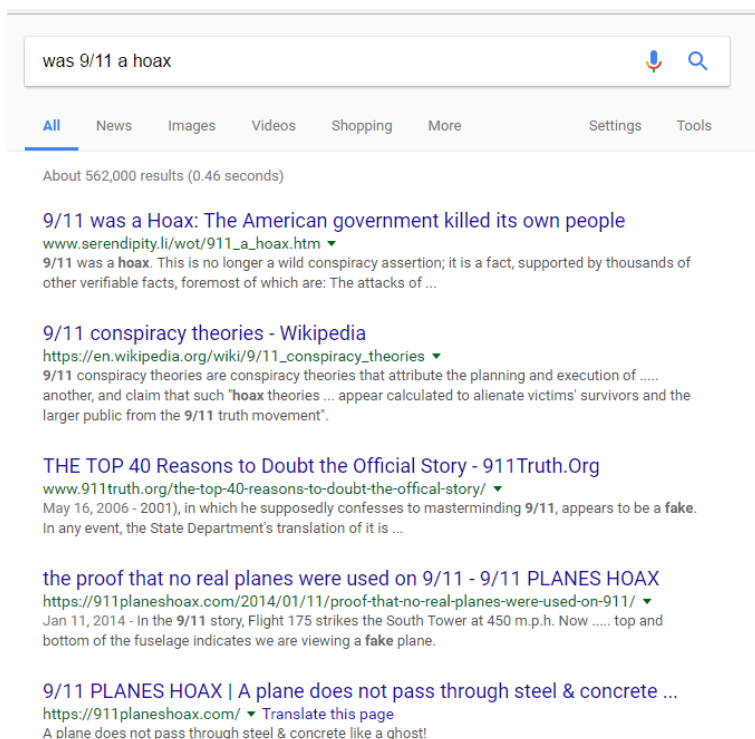 was 9/11 a hoax
All News Images Videos Shopping More Settings Tools
About 562,000 results (0.46 seconds)
9/11 was a Hoax: The American government killed its own people
www.serendipity.li/wot/911_a_hoax.htm
9/11 was a hoax. This is no longer a wild conspiracy assertion; it is a fact, supported by thousands of
other verifiable facts, foremost of which are: The attacks of ...
9/11 conspiracy theories - Wikipedia
https://en.wikipedia.org/wiki/9/11_conspiracy_theories
9/11 conspiracy theories are conspiracy theories that attribute the planning and execution of .....
another, and claim that such "hoax theories ... appear calculated to alienate victims' survivors and the
larger public from the 9/11 truth movement".
THE TOP 40 Reasons to Doubt the Official Story - 911Truth.Org
www.911truth.org/the-top-40-reasons-to-doubt-the-offical-story/
May 16, 2006 - 2001), in which he supposedly confesses to masterminding 9/11, appears to be a fake.
In any event, the State Department's translation of it is ...
the proof that no real planes were used on 9/11 - 9/11 PLANES HOAX
https://911planeshoax.com/2014/01/11/proof-that-no-real-planes-were-used-on-911/
Jan 11, 2014 - In the 9/11 story, Flight 175 strikes the South Tower at 450 m.p.h. Now ..... top and
bottom of the fuselage indicates we are viewing a fake plane.
9/11 PLANES HOAX | A plane does not pass through steel & concrete ...
https://911planeshoax.com/ Translate this page
A plane does not pass through steel & concrete like a ghost!